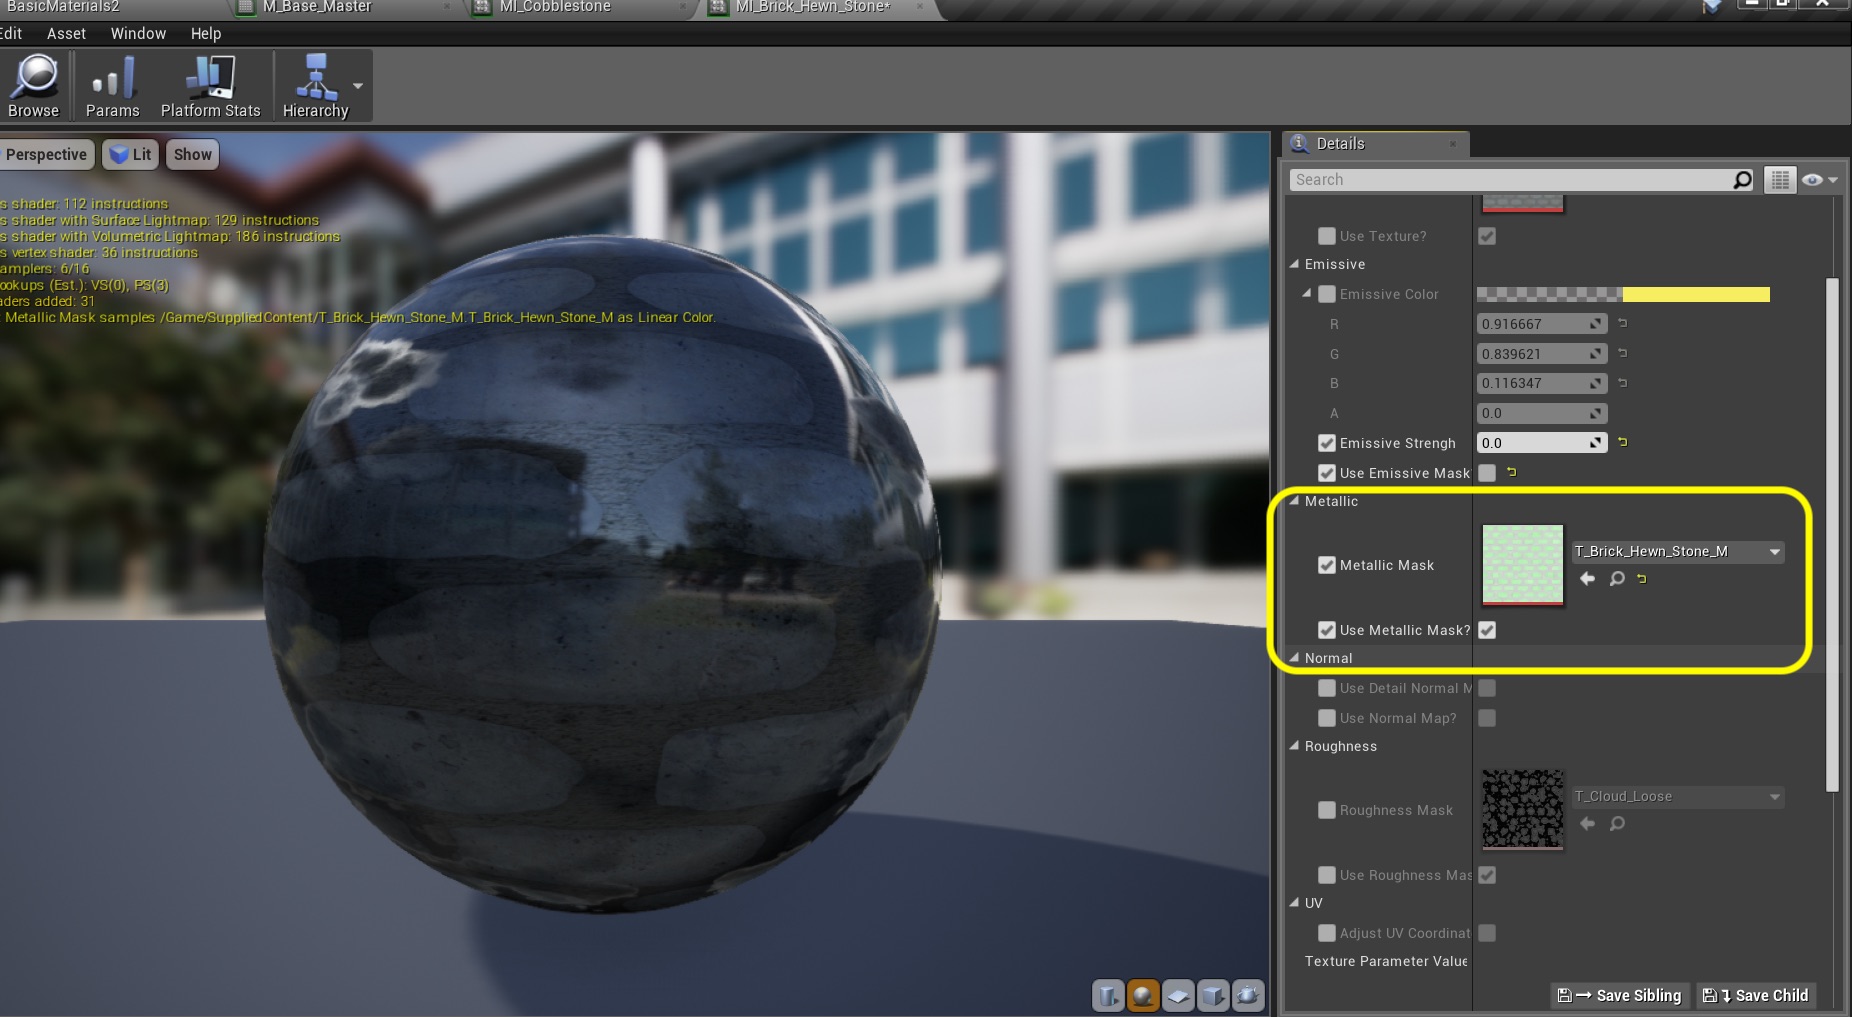 BasicMaterials2
M_Base_Master
MI_Cobblestone
MI_Brick_Hewn_Stone*
Edit Asset Window Help
Browse Params Platform Stats Hierarchy
Perspective Lit Show
s shader: 112 instructions
s shader with Surface Lightmap: 129 instructions
s shader with Volumetric Lightmap: 186 instructions
s vertex shader: 36 instructions
amplers: 6/16
ookups (Est.): VS(0), PS(3)
aders added: 31
Metallic Mask samples /Game/SuppliedContent/T_Brick_Hewn_Stone_M.T_Brick_Hewn_Stone_M as Linear Color.
Details
Search
Use Texture?
Emissive
Emissive Color
R 0.916667
G 0.839621
B 0.116347
A 0.0
Emissive Strengh 0.0
Use Emissive Mask
Metallic
Metallic Mask T_Brick_Hewn_Stone_M
Use Metallic Mask?
Normal
Use Detail Normal M
Use Normal Map?
Roughness
Roughness Mask T_Cloud_Loose
Use Roughness Mas
UV
Adjust UV Coordinat
Texture Parameter Value
Save Sibling Save Child